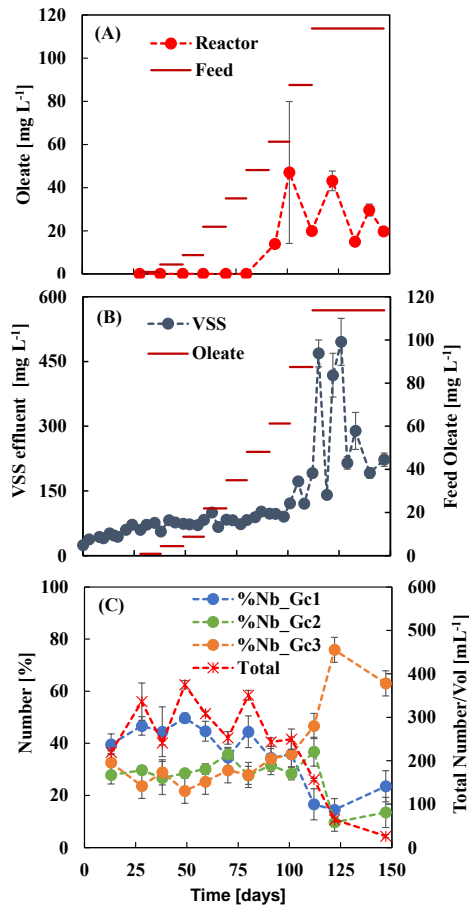 (A)
Reactor
Feed
Oleate [mg L-1]
120
100
80
60
40
20
0
(B)
VSS
Oleate
VSS effluent [mg L-1]
600
450
300
150
0
Feed Oleate [mg L-1]
120
100
80
60
40
20
0
(C)
%Nb_Gc1
%Nb_Gc2
%Nb_Gc3
Total
Number [%]
100
80
60
40
20
0
Total Number/Vol [mL-1]
600
500
400
300
200
100
0
0 25 50 75 100 125 150
Time [days]